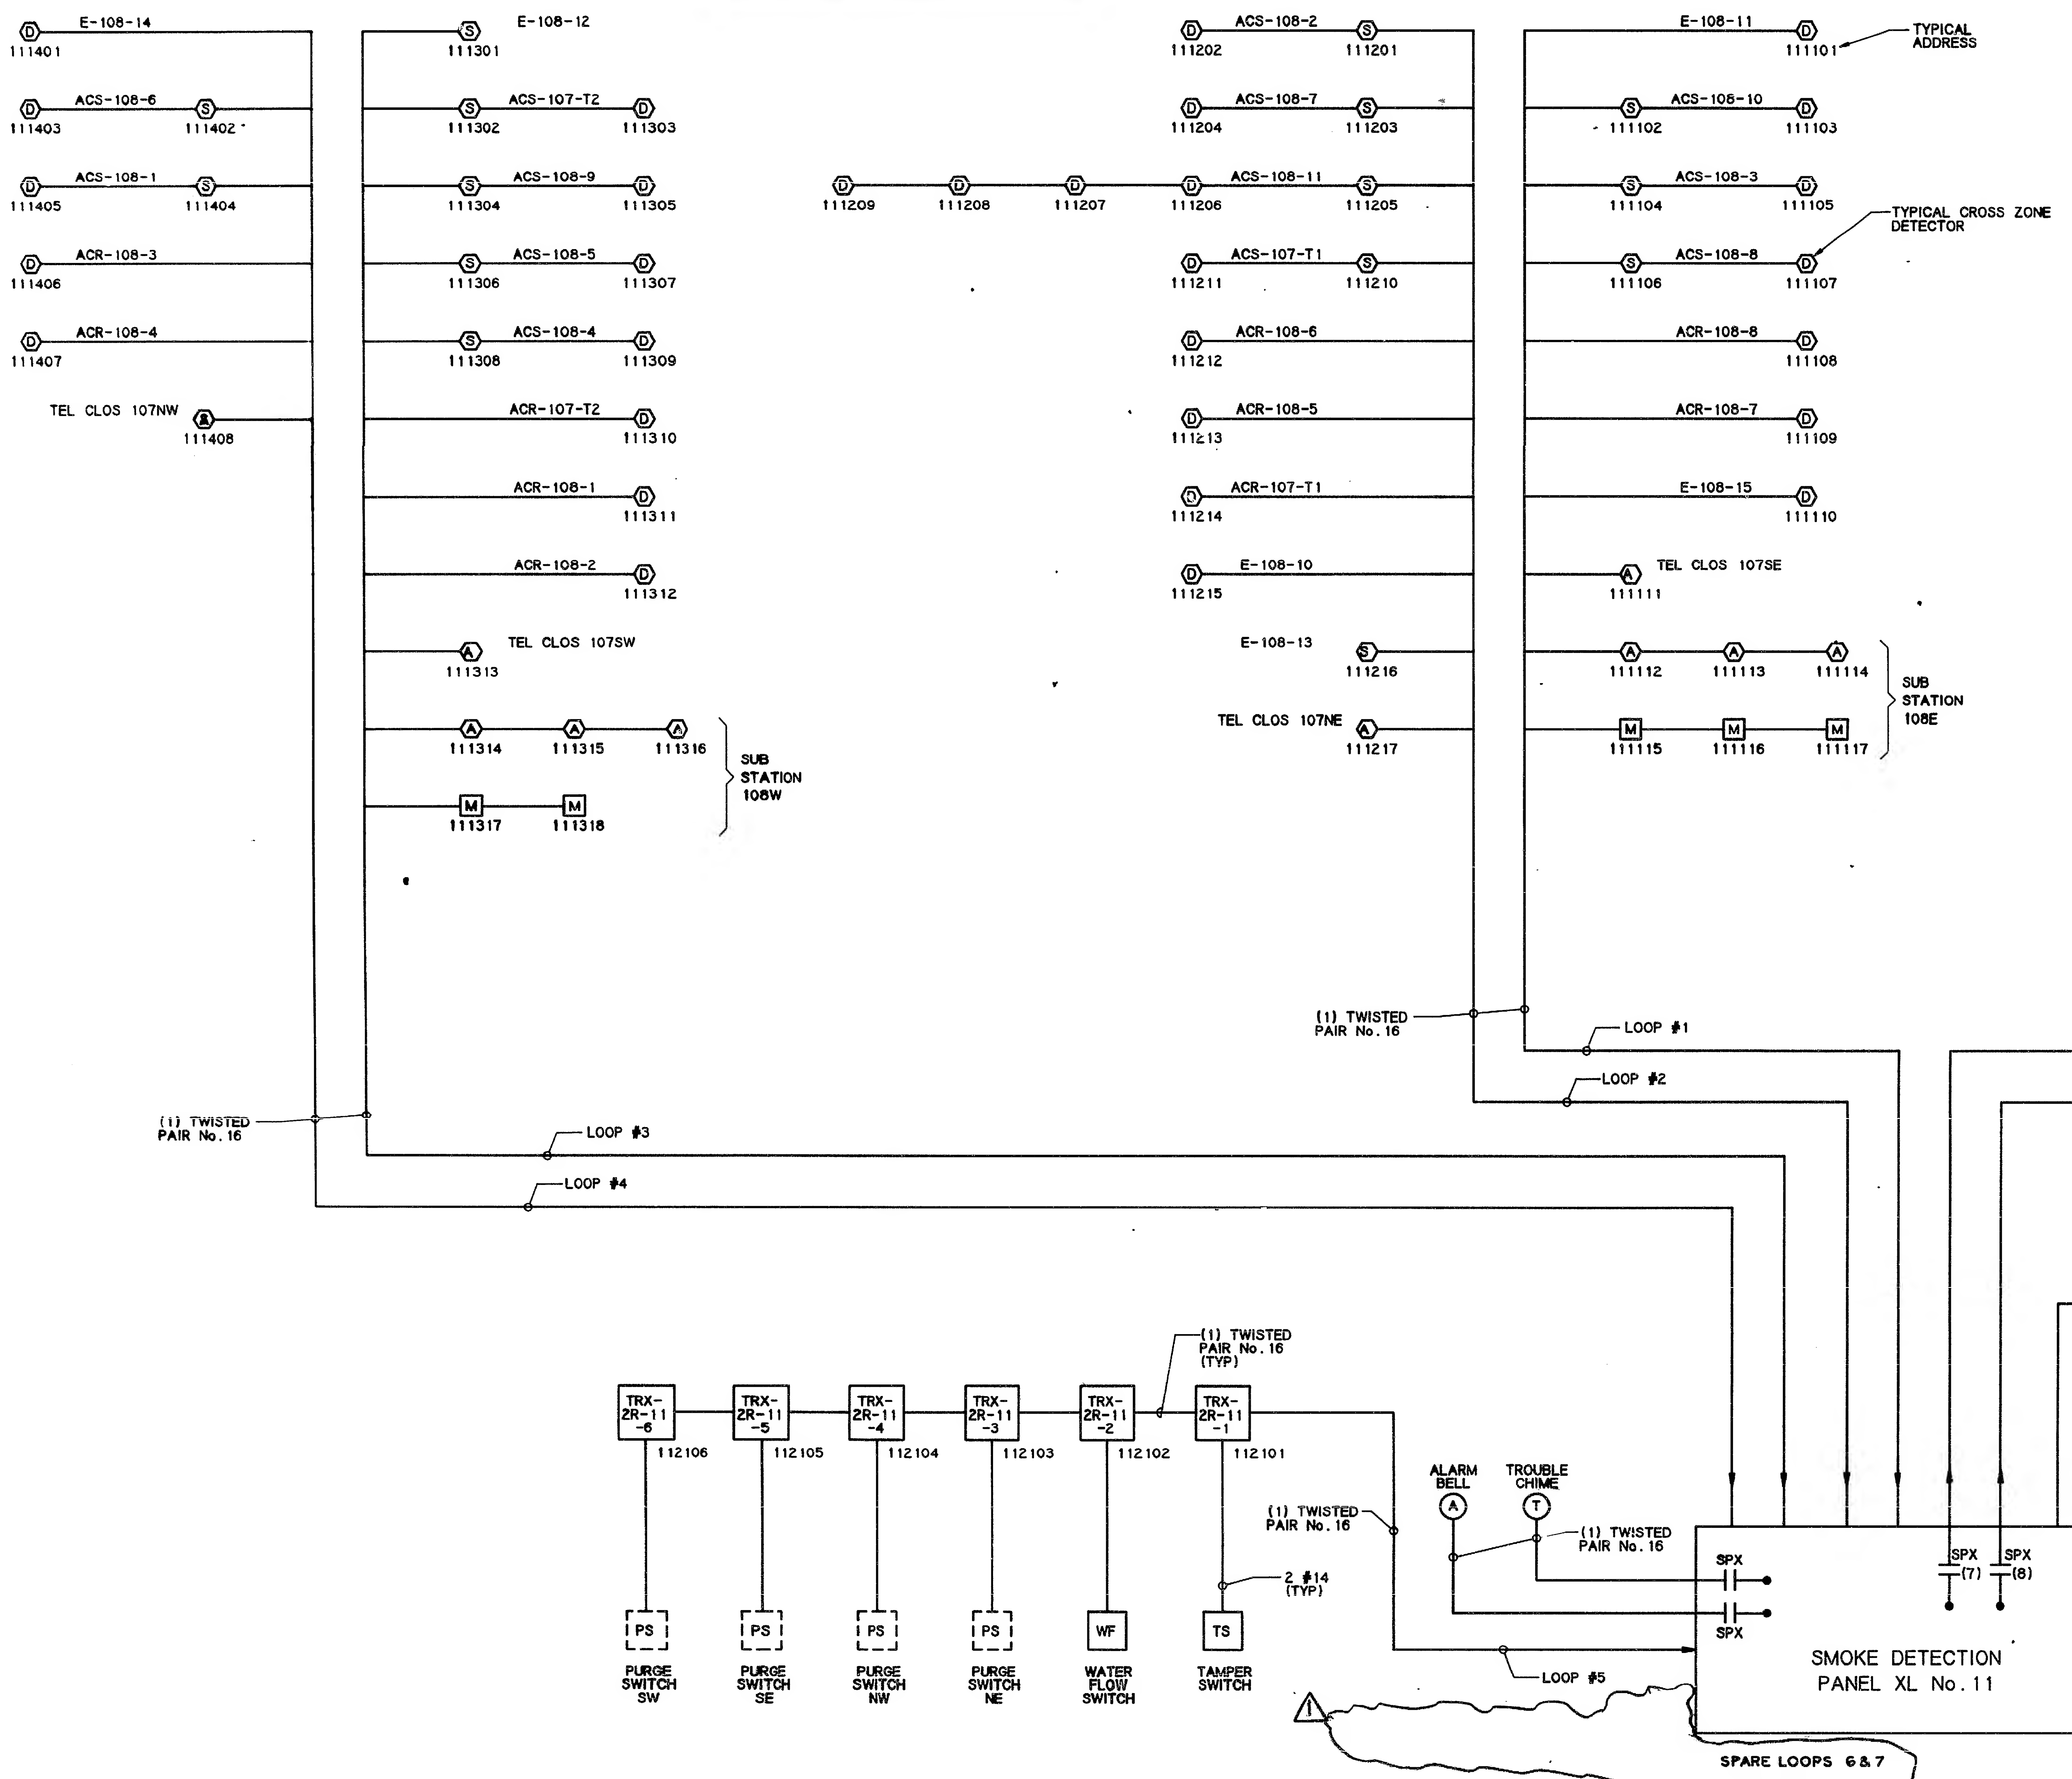 E-108-14
D
111401
S
E-108-12
111301
ACS-108-2
D
S
111202
111201
E-108-11
D
111101
TYPICAL
ADDRESS
ACS-108-6
D
S
111403
111402
ACS-107-T2
S
D
111302
111303
ACS-108-7
D
S
111204
111203
ACS-108-10
S
D
111102
111103
ACS-108-1
D
S
111405
111404
ACS-108-9
S
D
111304
111305
ACS-108-11
D
D
D
D
S
111209
111208
111207
111206
111205
ACS-108-3
S
D
111104
111105
TYPICAL CROSS ZONE
DETECTOR
ACR-108-3
D
111406
ACS-108-5
S
D
111306
111307
ACS-107-T1
D
S
111211
111210
ACS-108-8
S
D
111106
111107
ACR-108-4
D
111407
ACS-108-4
S
D
111308
111309
ACR-108-6
D
111212
ACR-108-8
D
111108
TEL CLOS 107NW
111408
ACR-107-T2
D
111310
ACR-108-5
D
111213
ACR-108-7
D
111109
ACR-108-1
D
111311
ACR-107-T1
D
111214
E-108-15
D
111110
ACR-108-2
D
111312
E-108-10
D
111215
A
TEL CLOS 107SE
111111
A
TEL CLOS 107SW
111313
E-108-13
S
111216
A
A
A
111112
111113
111114
A
A
A
111314
111315
111316
TEL CLOS 107NE
A
111217
M
M
M
111115
111116
111117
SUB
STATION
108E
M
M
111317
111318
SUB
STATION
108W
(1) TWISTED
PAIR No.16
LOOP #1
LOOP #2
(1) TWISTED
PAIR No.16
LOOP #3
LOOP #4
(1) TWISTED
PAIR No.16
(TYP)
TRX-
2R-11
-6
TRX-
2R-11
-5
TRX-
2R-11
-4
TRX-
2R-11
-3
TRX-
2R-11
-2
TRX-
2R-11
-1
112106
112105
112104
112103
112102
112101
ALARM
BELL
A
TROUBLE
CHIME
T
(1) TWISTED
PAIR No.16
(1) TWISTED
PAIR No.16
2 #14
(TYP)
SPX
SPX
SPX
(7)
SPX
(8)
PS
PS
PS
PS
WF
TS
PURGE
SWITCH
SW
PURGE
SWITCH
SE
PURGE
SWITCH
NW
PURGE
SWITCH
NE
WATER
FLOW
SWITCH
TAMPER
SWITCH
LOOP #5
SMOKE DETECTION
PANEL XL No.11
1
SPARE LOOPS 6&7